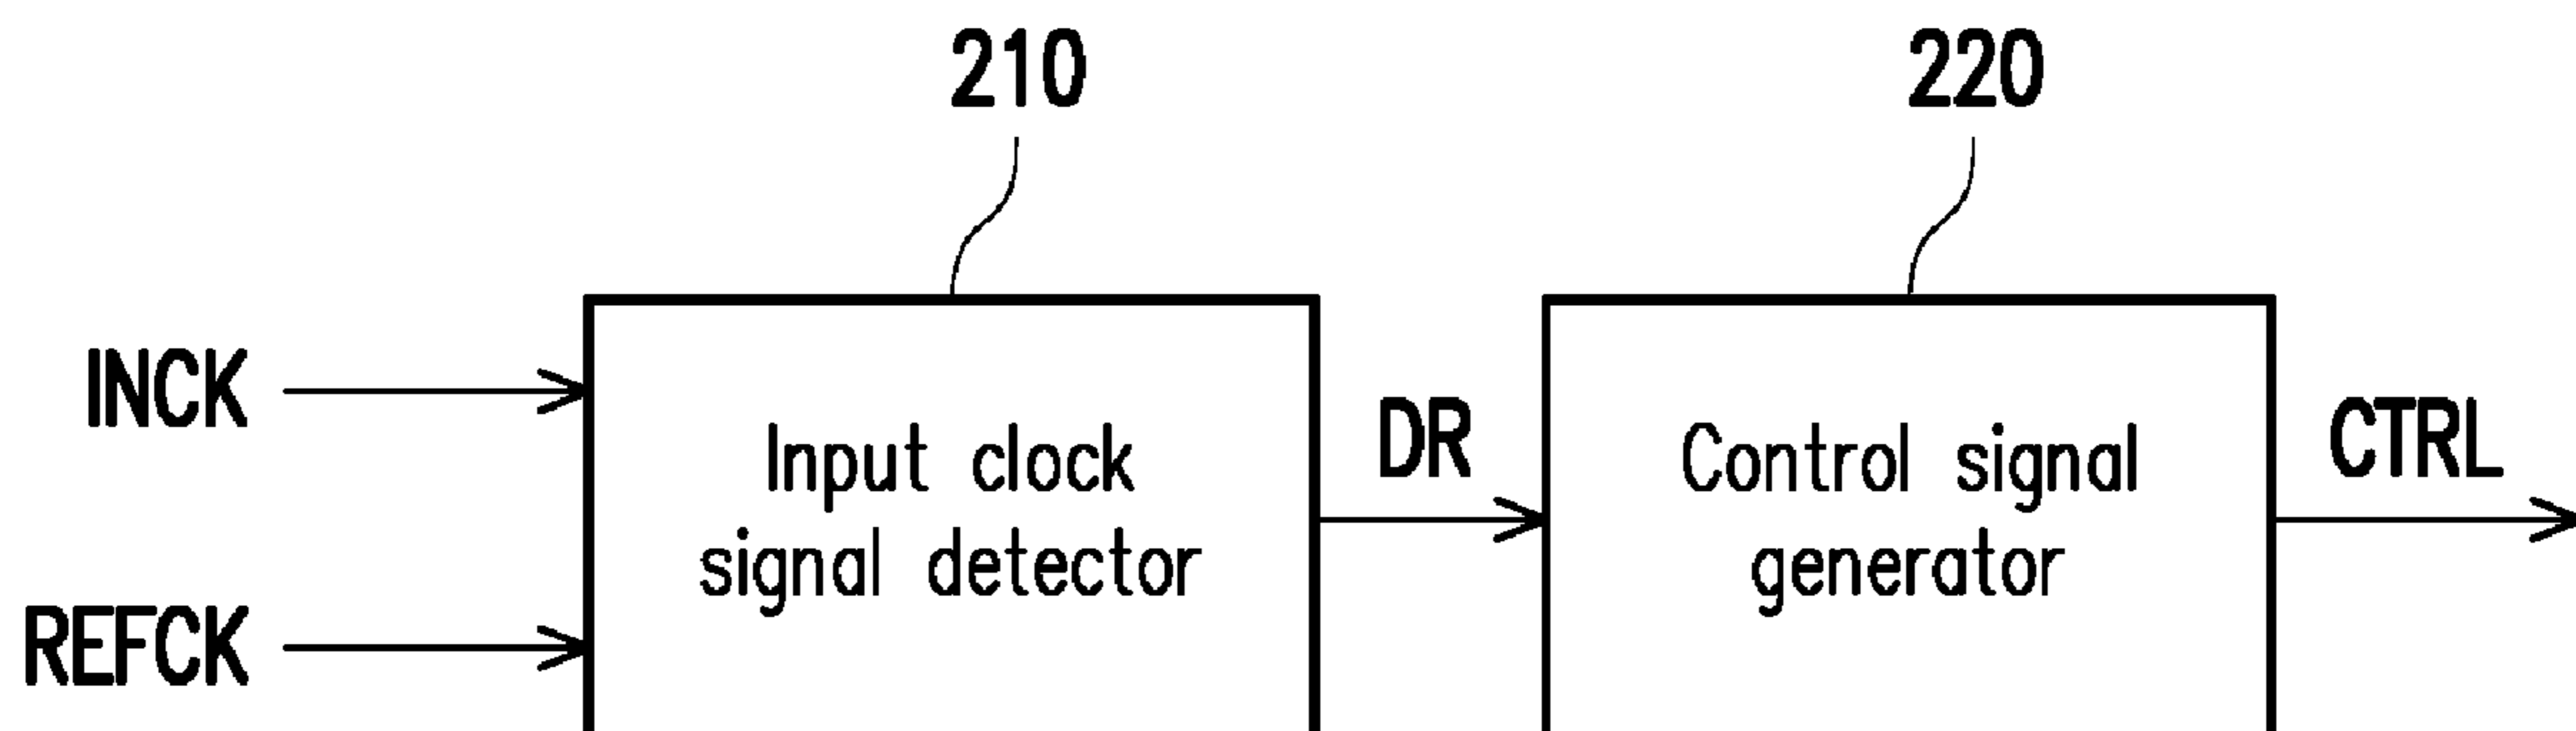 210
220
INCK
REFCK
Input clock
signal detector
DR
Control signal
generator
CTRL